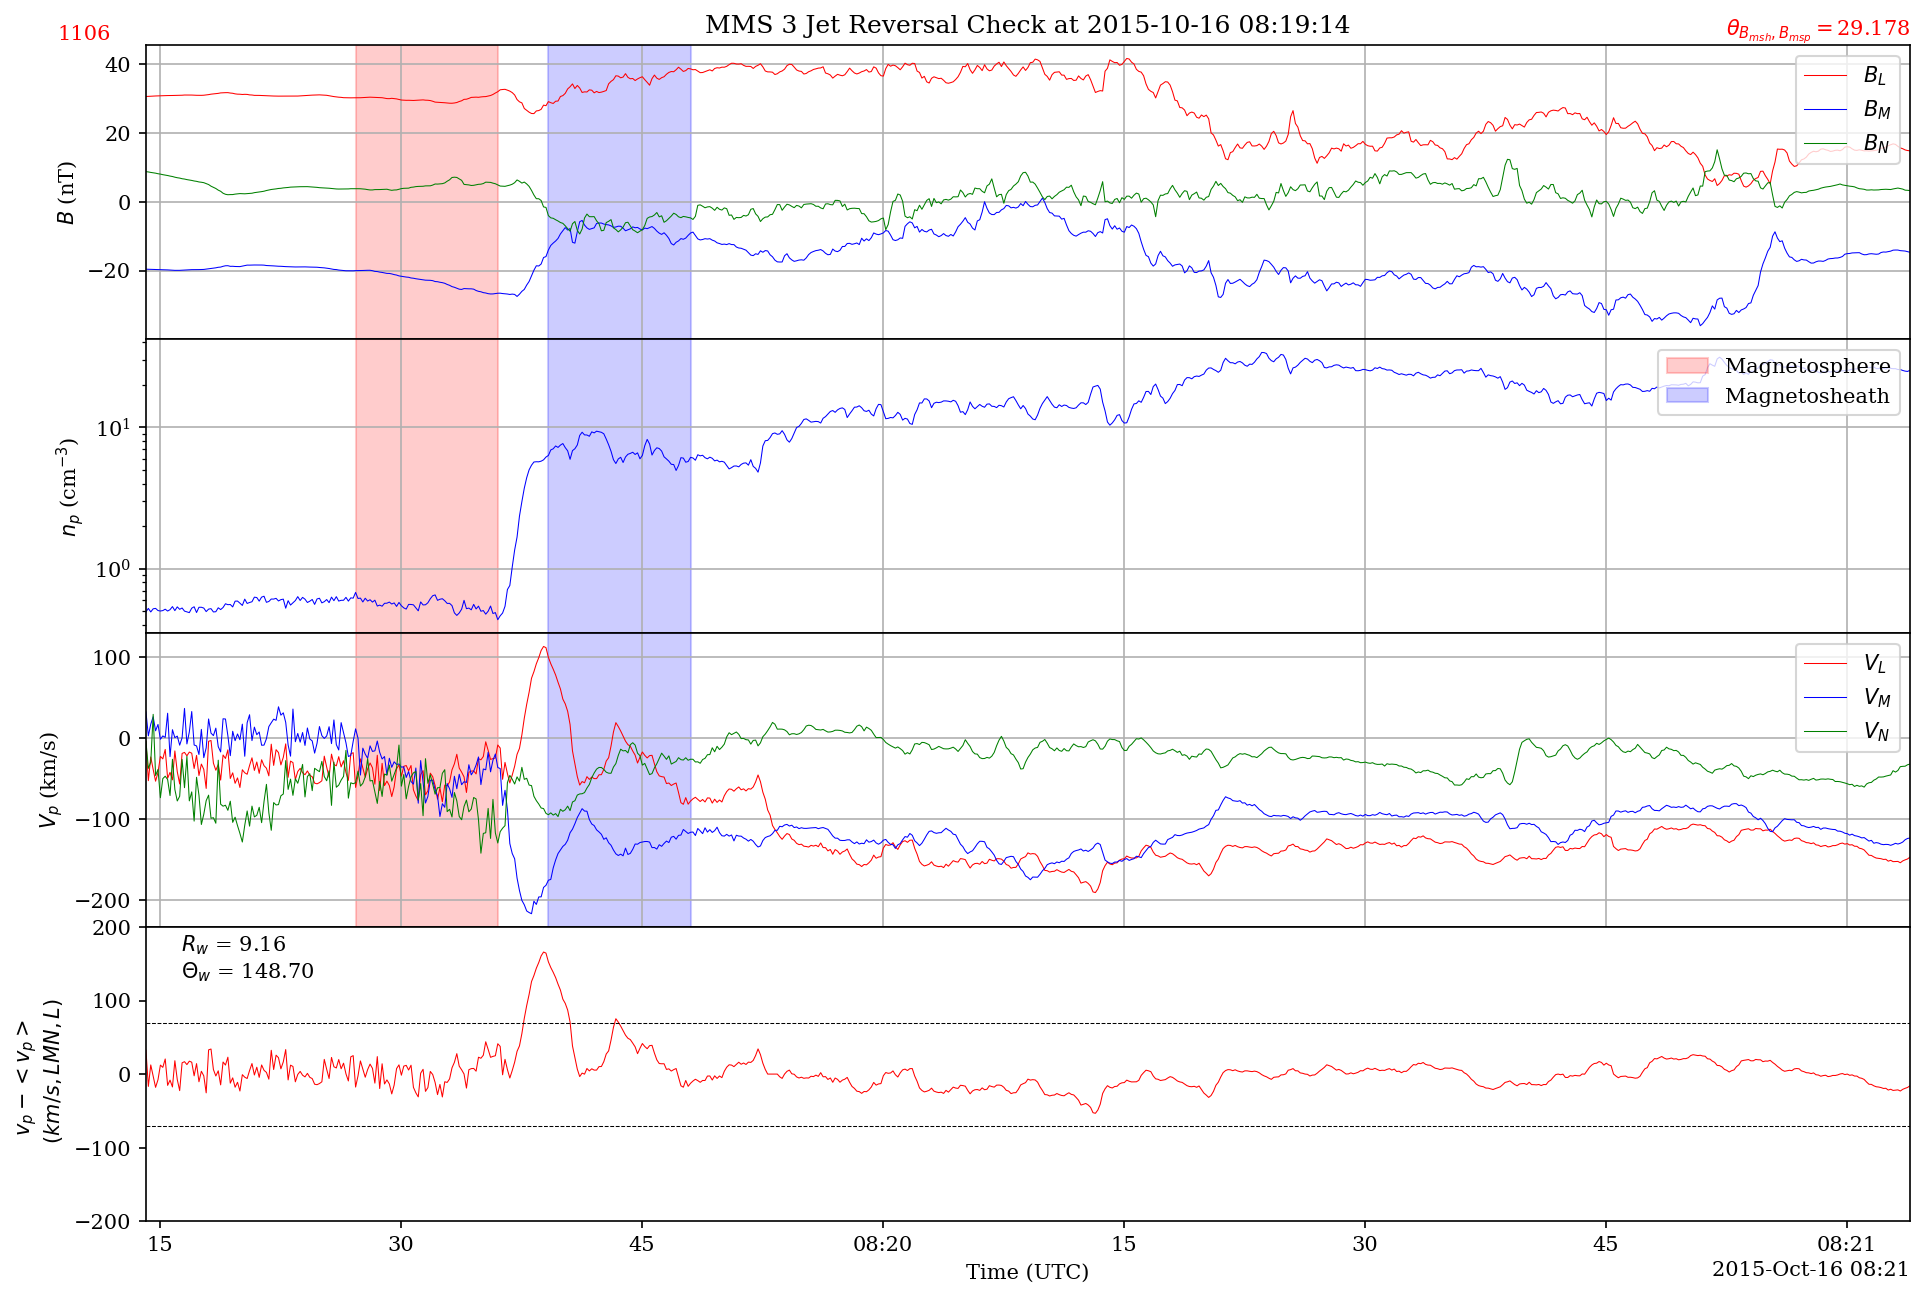 1106
MMS 3 Jet Reversal Check at 2015-10-16 08:19:14
θ_{B_{msh}, B_{msp}} = 29.178
B (nT)
40
20
0
−20
B_L
B_M
B_N
n_p (cm^{−3})
10^1
10^0
Magnetosphere
Magnetosheath
V_p (km/s)
100
0
−100
−200
V_L
V_M
V_N
v_p − < v_p >
(km/s, LMN, L)
200
100
0
−100
−200
R_w = 9.16
Θ_w = 148.70
15 30 45 08:20 15 30 45 08:21
Time (UTC)
2015-Oct-16 08:21